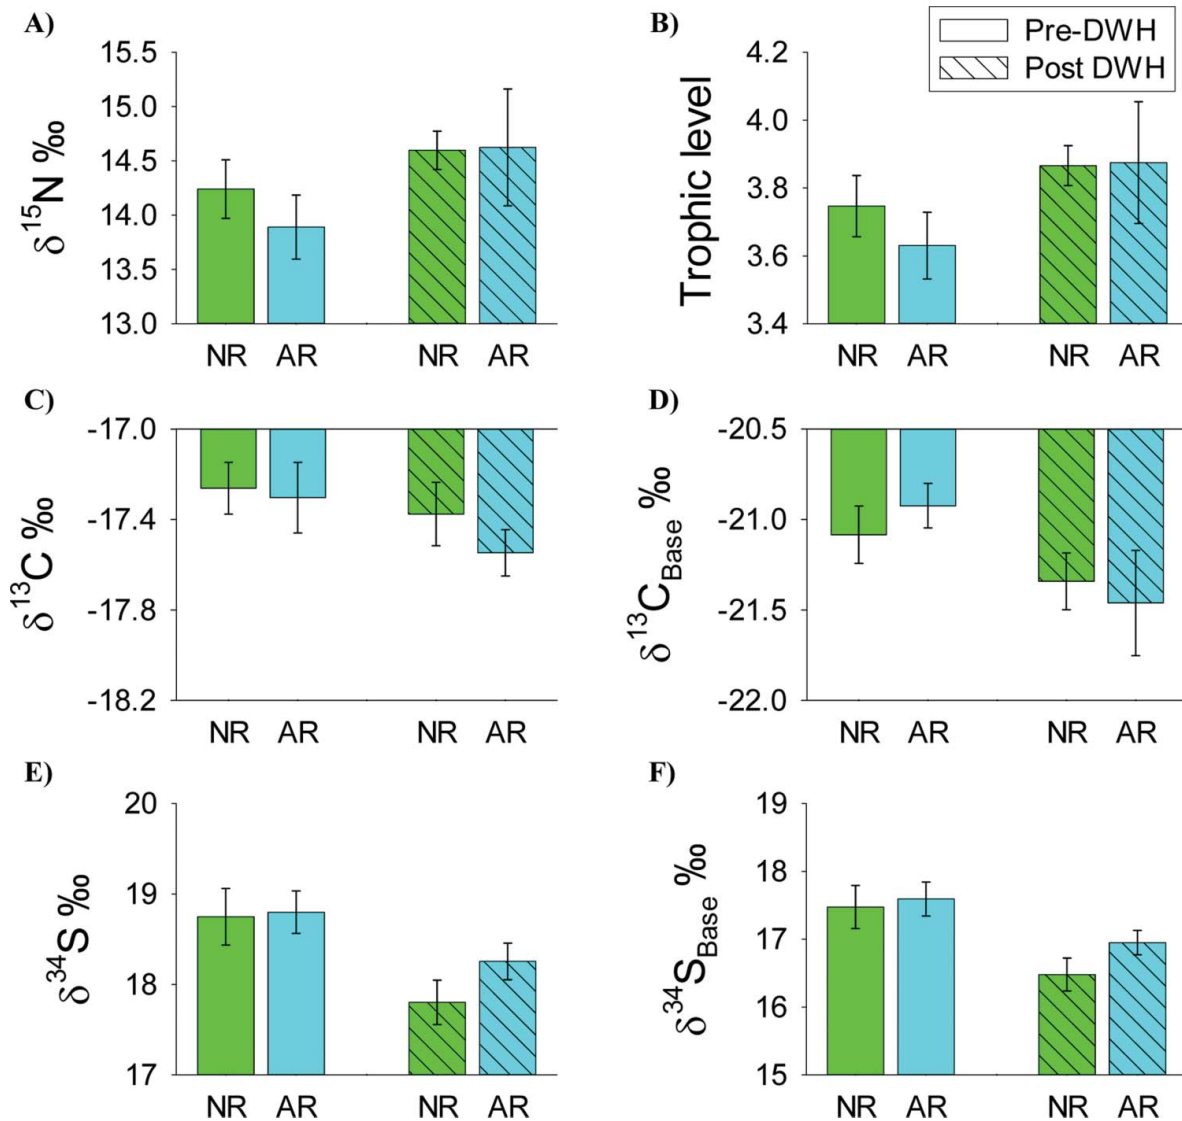 A)
15.5
15.0
14.5
14.0
13.5
13.0
δ15N ‰
NR AR NR AR
B)
Pre-DWH
Post DWH
4.2
4.0
3.8
3.6
3.4
Trophic level
NR AR NR AR
C)
-17.0
-17.4
-17.8
-18.2
δ13C ‰
NR AR NR AR
D)
-20.5
-21.0
-21.5
-22.0
δ13CBase ‰
NR AR NR AR
E)
20
19
18
17
δ34S ‰
NR AR NR AR
F)
19
18
17
16
15
δ34SBase ‰
NR AR NR AR